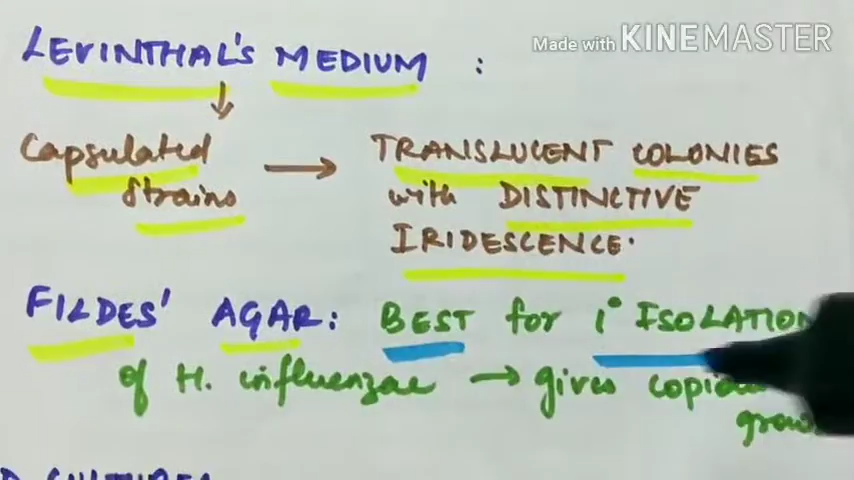 Made with KINEMASTER
LEVINTHAL'S MEDIUM :
Capsulated → TRANSLUCENT COLONIES
strains with DISTINCTIVE
IRIDESCENCE.
FILDES' AGAR: BEST for 1° ISOLATION
of H. influenzae → gives
CULTURES